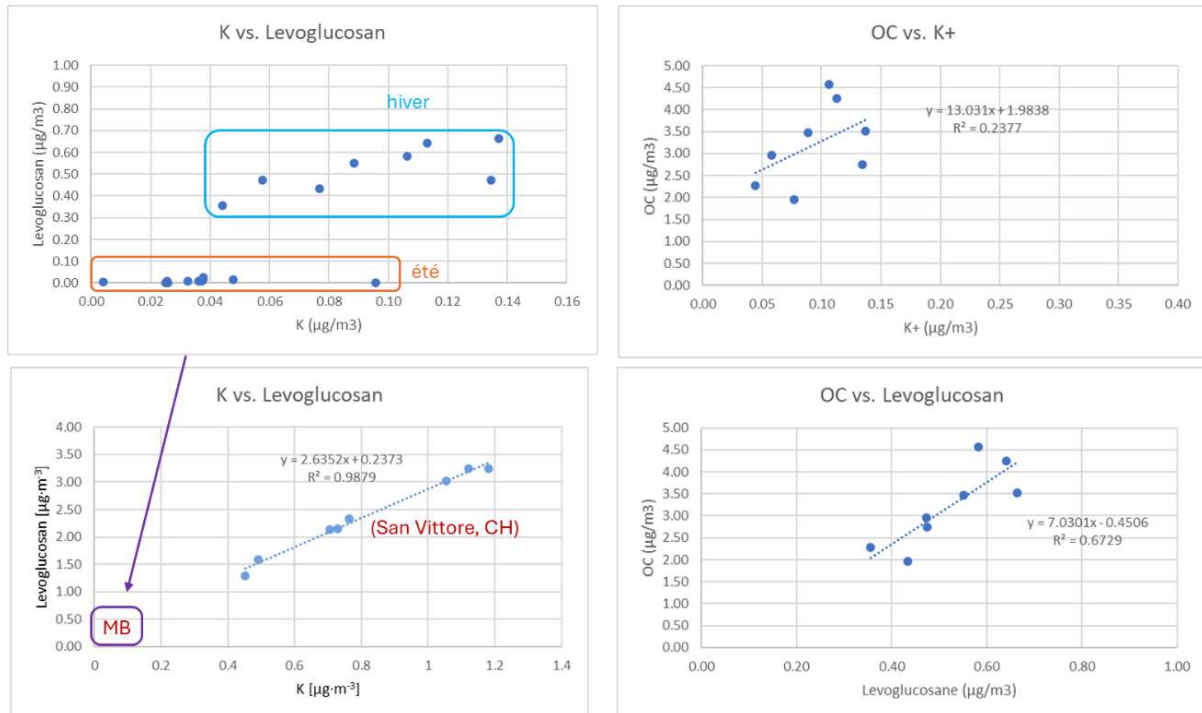 K vs. Levoglucosan
Levoglucosan (µg/m3)
1.00
0.90
0.80
0.70
0.60
0.50
0.40
0.30
0.20
0.10
0.00
hiver
été
0.00 0.02 0.04 0.06 0.08 0.10 0.12 0.14 0.16
K (µg/m3)
OC vs. K+
OC (µg/m3)
5.00
4.50
4.00
3.50
3.00
2.50
2.00
1.50
1.00
0.50
0.00
y = 13.031x + 1.9838
R² = 0.2377
0.00 0.05 0.10 0.15 0.20 0.25 0.30 0.35 0.40
K+ (µg/m3)
K vs. Levoglucosan
Levoglucosan [µg·m⁻³]
4.00
3.50
3.00
2.50
2.00
1.50
1.00
0.50
0.00
y = 2.6352x + 0.2373
R² = 0.9879
(San Vittore, CH)
MB
0 0.2 0.4 0.6 0.8 1 1.2 1.4
K [µg·m⁻³]
OC vs. Levoglucosan
OC (µg/m3)
5.00
4.50
4.00
3.50
3.00
2.50
2.00
1.50
1.00
0.50
0.00
y = 7.0301x - 0.4506
R² = 0.6729
0.00 0.20 0.40 0.60 0.80 1.00
Levoglucosane (µg/m3)